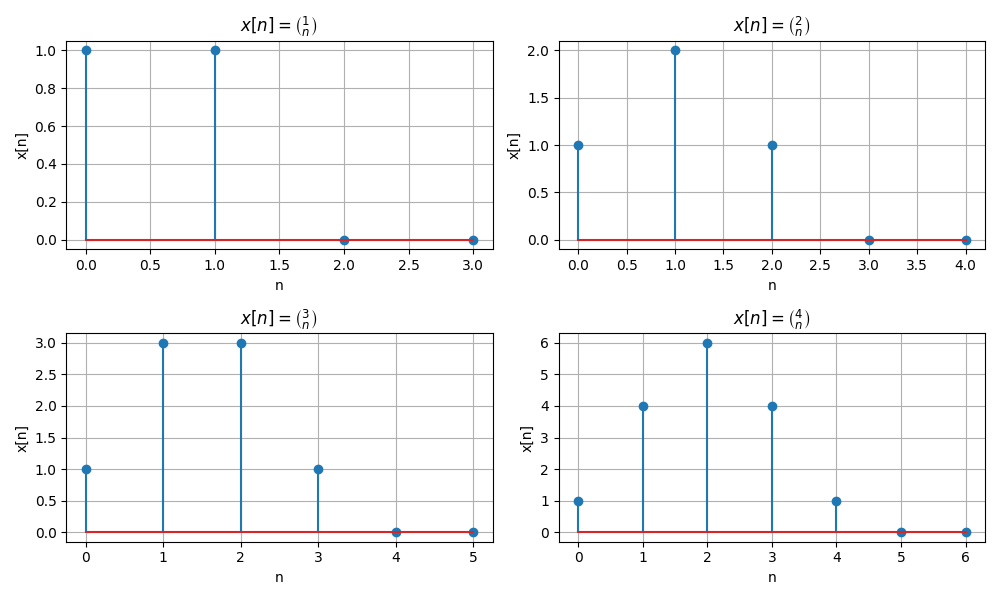 x[n] = (1 n)
1.0
0.8
0.6
0.4
0.2
0.0
x[n]
0.0 0.5 1.0 1.5 2.0 2.5 3.0
n
x[n] = (2 n)
2.0
1.5
1.0
0.5
0.0
x[n]
0.0 0.5 1.0 1.5 2.0 2.5 3.0 3.5 4.0
n
x[n] = (3 n)
3.0
2.5
2.0
1.5
1.0
0.5
0.0
x[n]
0 1 2 3 4 5
n
x[n] = (4 n)
6
5
4
3
2
1
0
x[n]
0 1 2 3 4 5 6
n